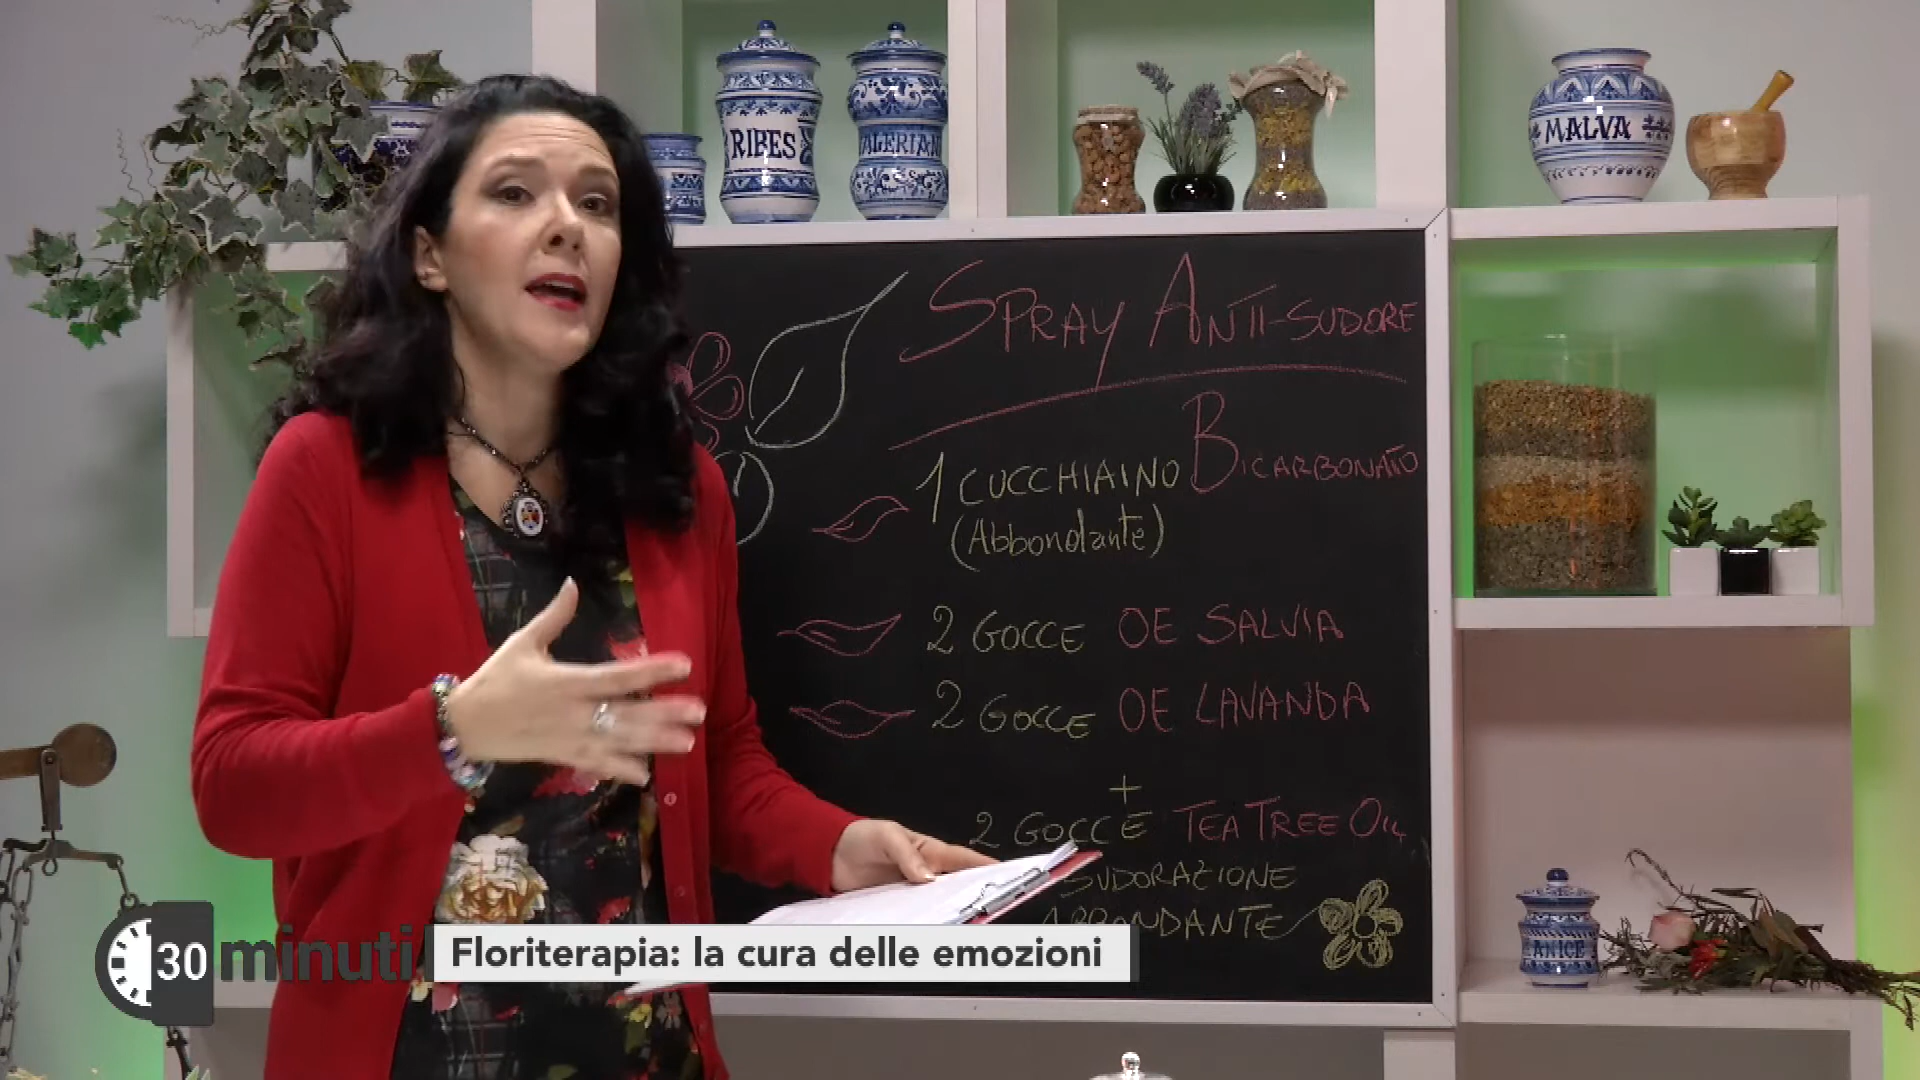 RIBES
VALERIAN
MALVA
SPRAY ANTI-SUDORE
1 CUCCHIAINO BICARBONATO
(Abbondante)
2 GOCCE OE SALVIA
2 GOCCE OE LAVANDA
+
2 GOCCE TEA TREE OIL
SUDORAZIONE
ABBONDANTE
ANICE
30 minuti
Floriterapia: la cura delle emozioni